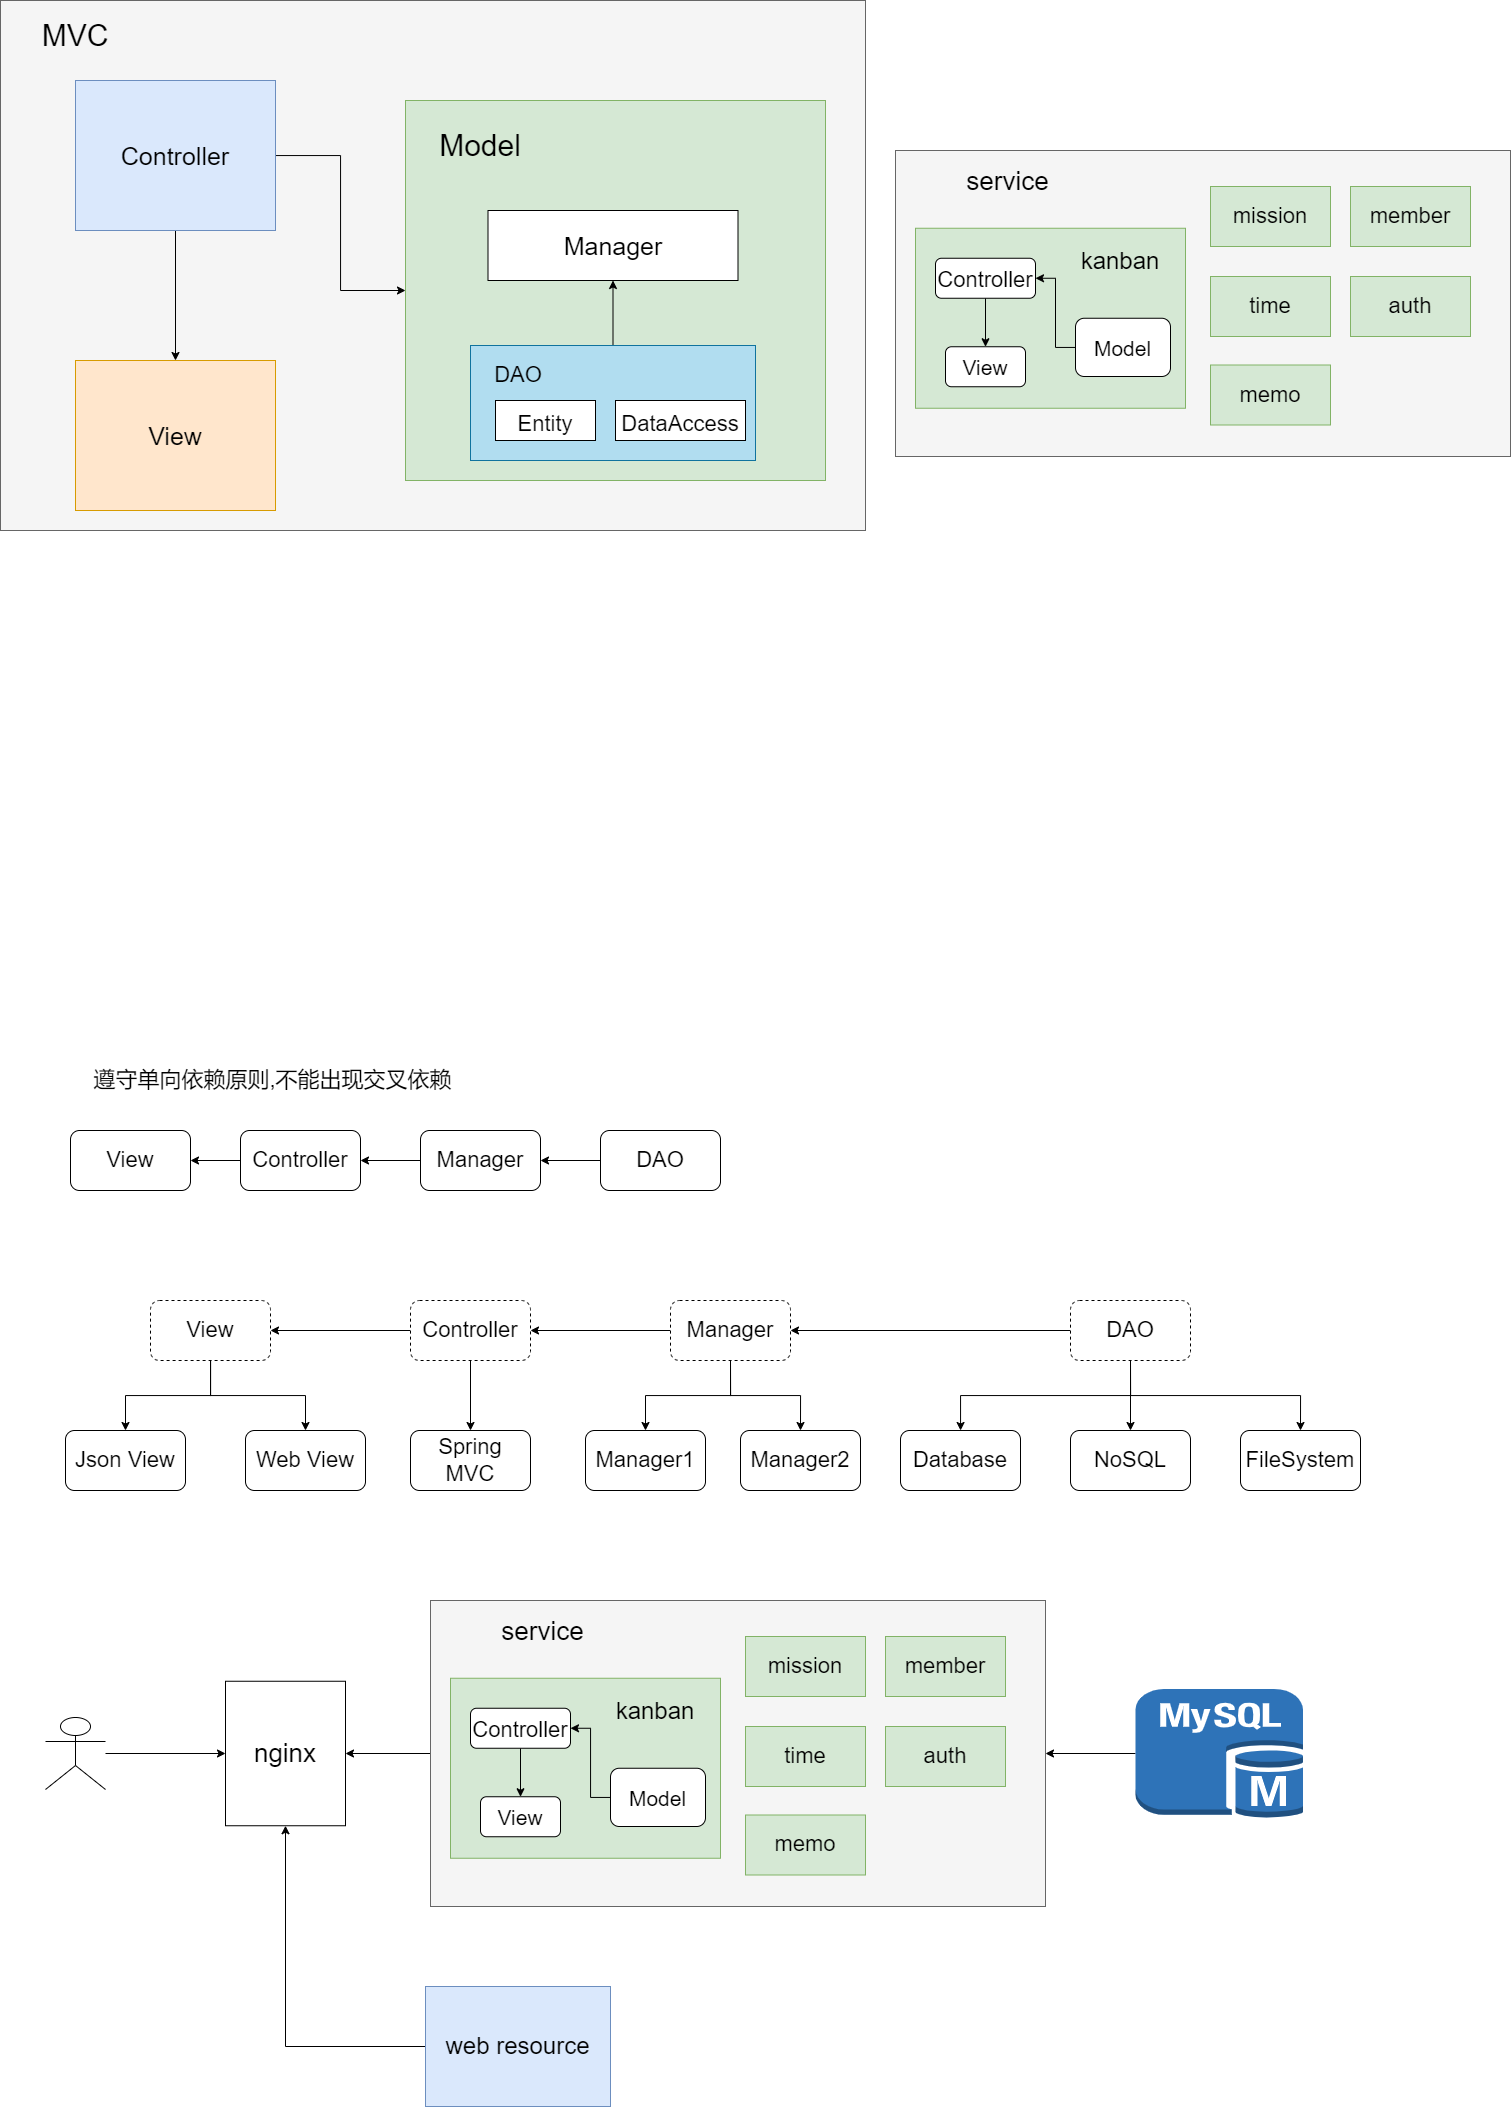 MVC
Controller
View
Model
Manager
DAO
Entity
DataAccess
service
kanban
Controller
View
Model
mission
member
time
auth
memo
遵守单向依赖原则,不能出现交叉依赖
View
Controller
Manager
DAO
View
Controller
Manager
DAO
Json View
Web View
Spring
MVC
Manager1
Manager2
Database
NoSQL
FileSystem
nginx
service
kanban
Controller
View
Model
mission
member
time
auth
memo
MySQL
M
web resource